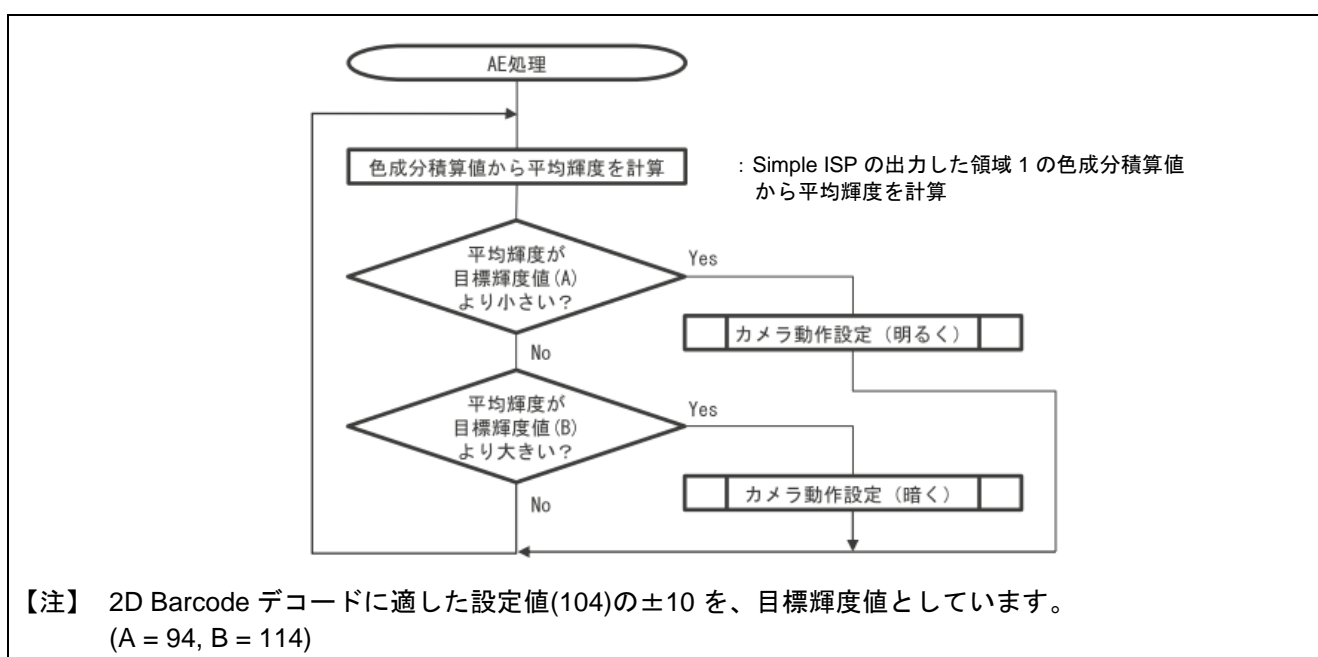 AE処理
色成分積算値から平均輝度を計算
: Simple ISP の出力した領域 1 の色成分積算値
から平均輝度を計算
平均輝度が
目標輝度値(A)
より小さい?
Yes
カメラ動作設定（明るく）
No
平均輝度が
目標輝度値(B)
より大きい?
Yes
カメラ動作設定（暗く）
No
【注】 2D Barcode デコードに適した設定値(104)の±10 を、目標輝度値としています。
(A = 94, B = 114)